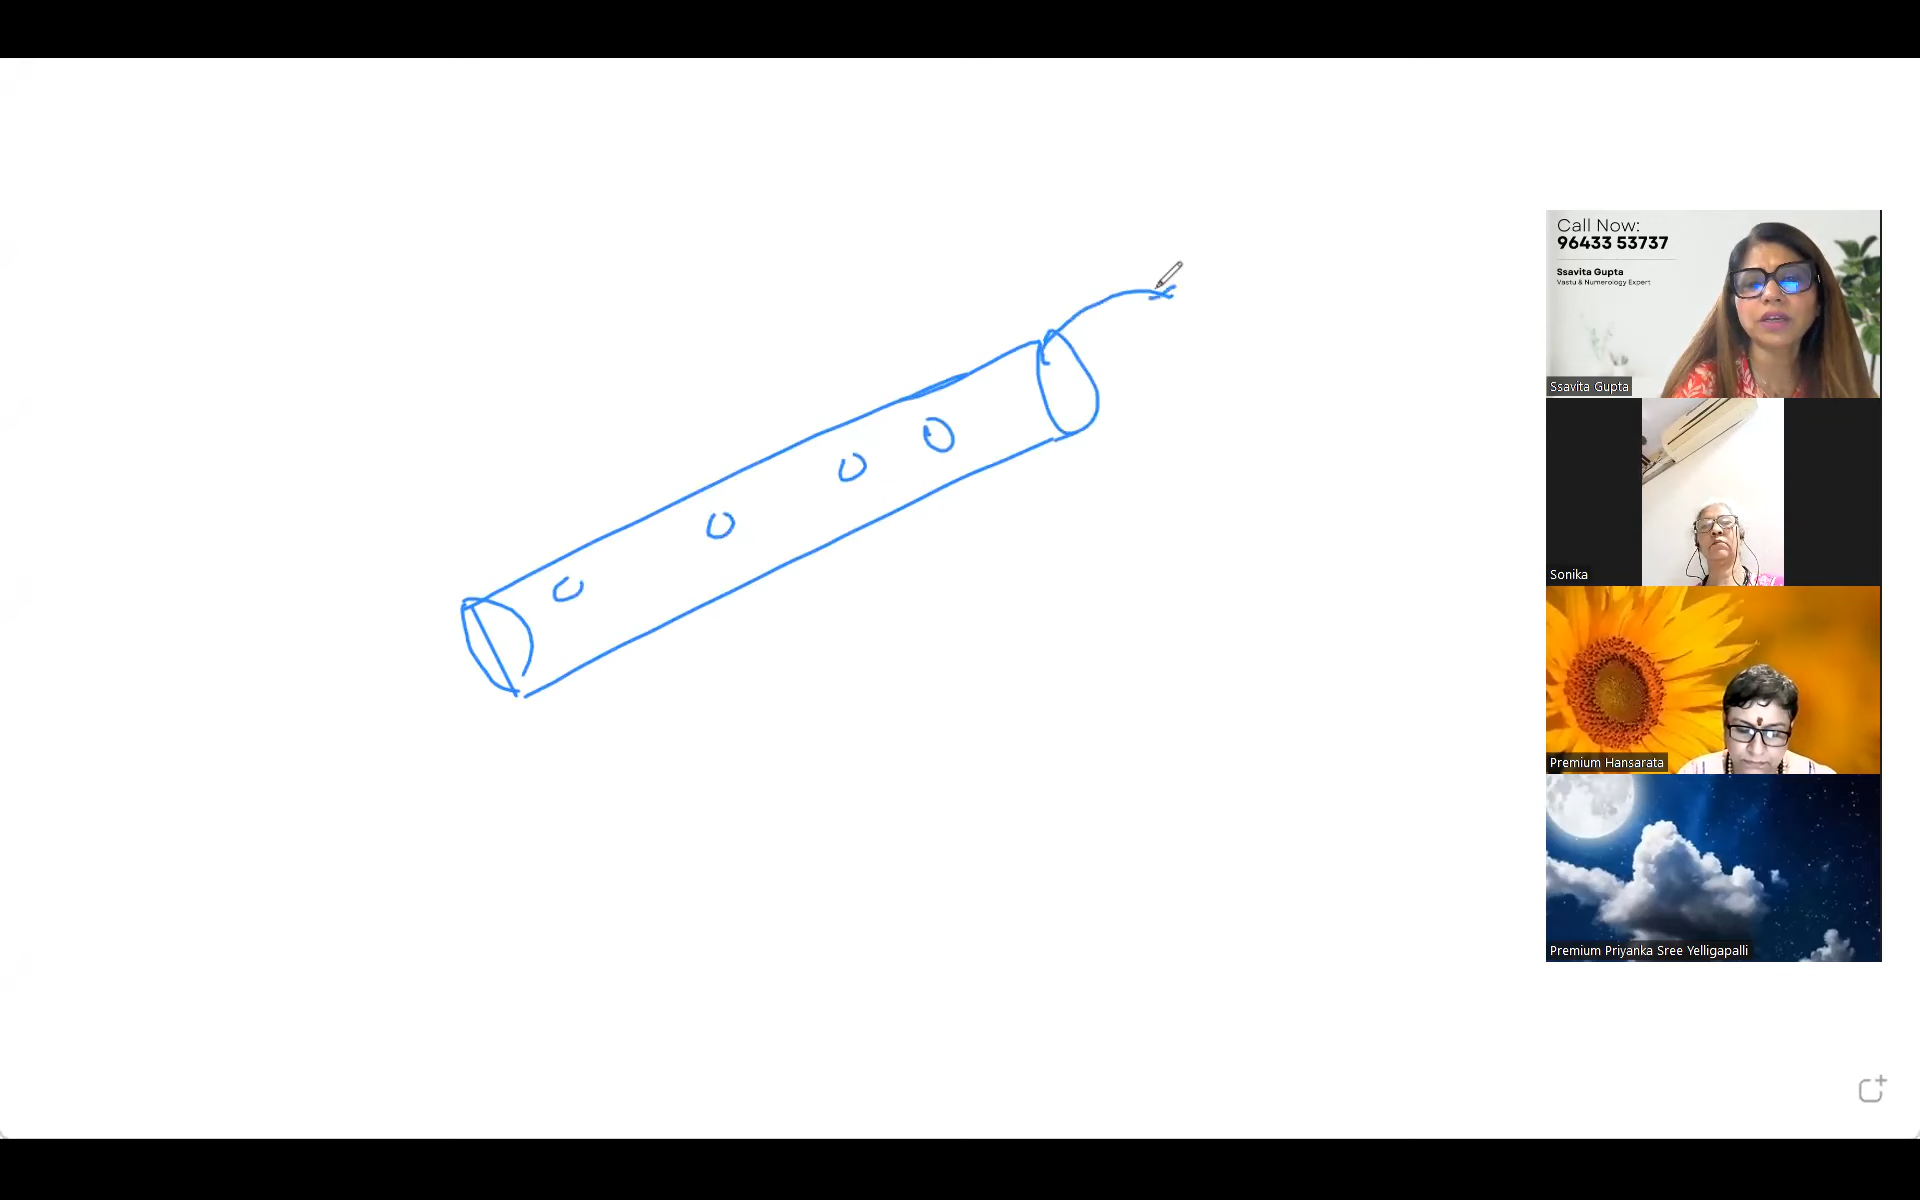 Call Now:
96433 53737
Ssavita Gupta
Vastu & Numerology Expert
Ssavita Gupta
Sonika
Premium Hansarata
Premium Priyanka Sree Yelligapalli